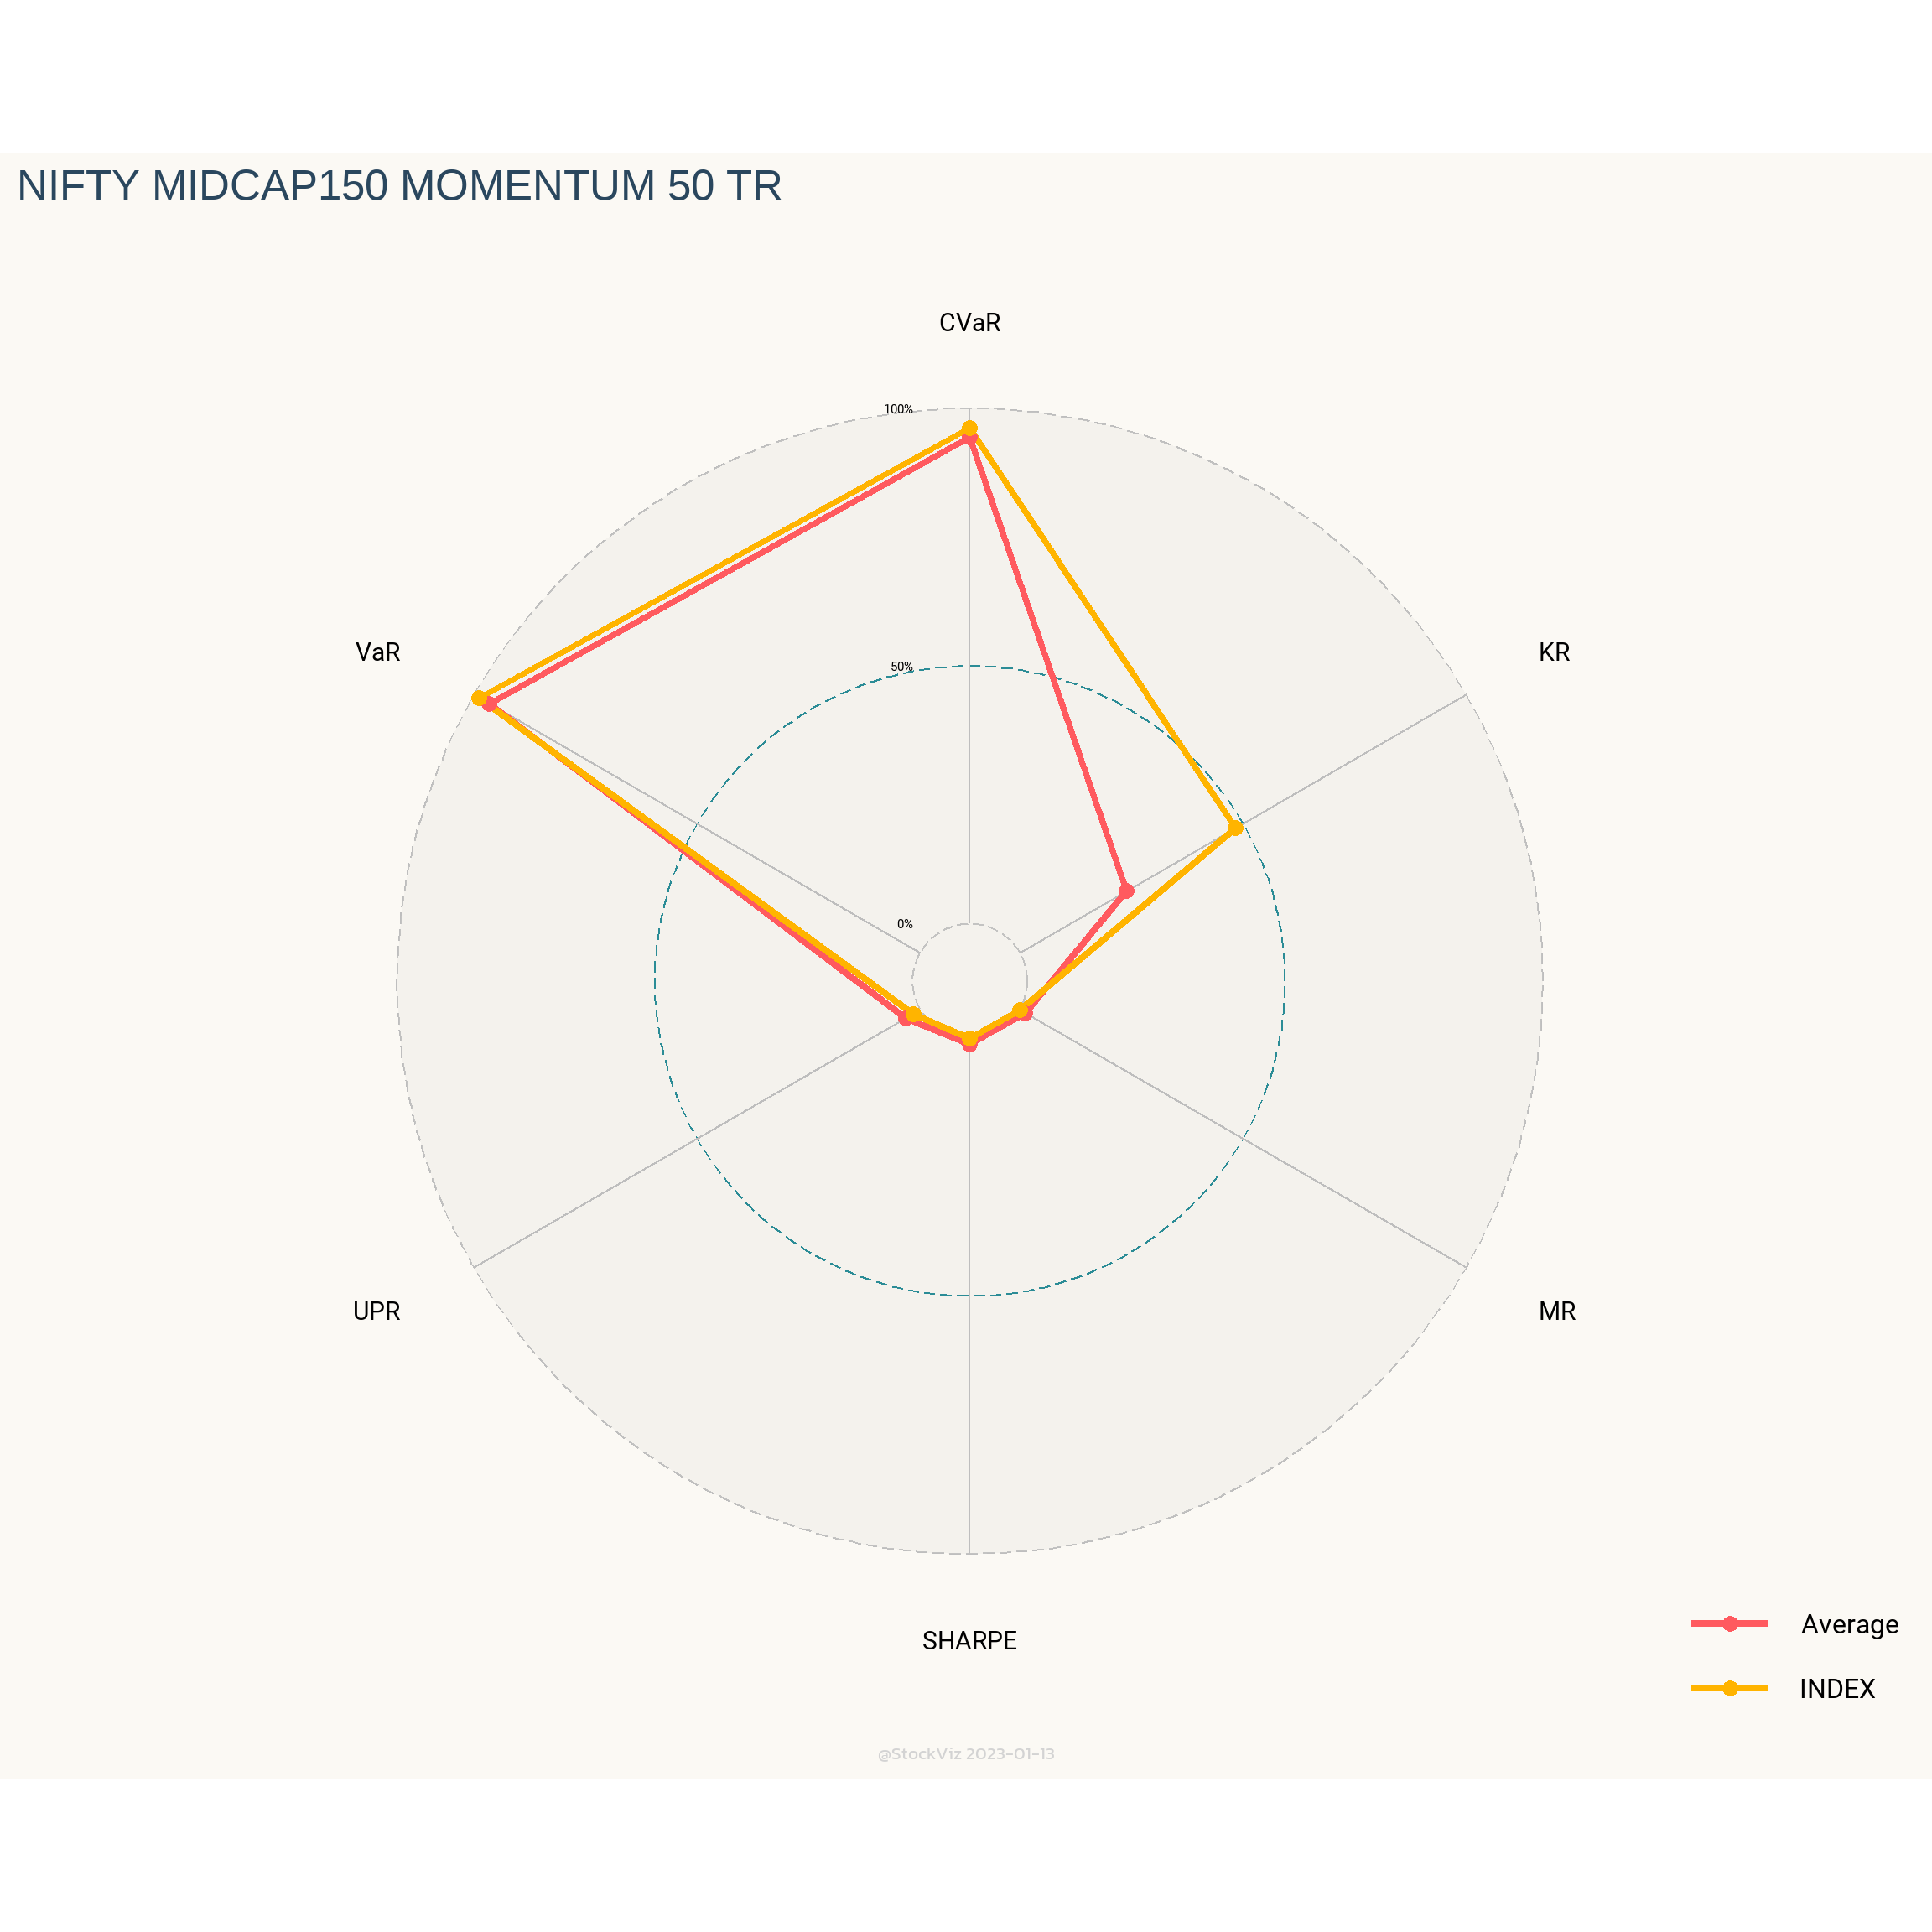 NIFTY MIDCAP150 MOMENTUM 50 TR
CVaR
100%
VaR
KR
50%
0%
UPR
MR
SHARPE
Average
INDEX
@StockViz 2023-01-13